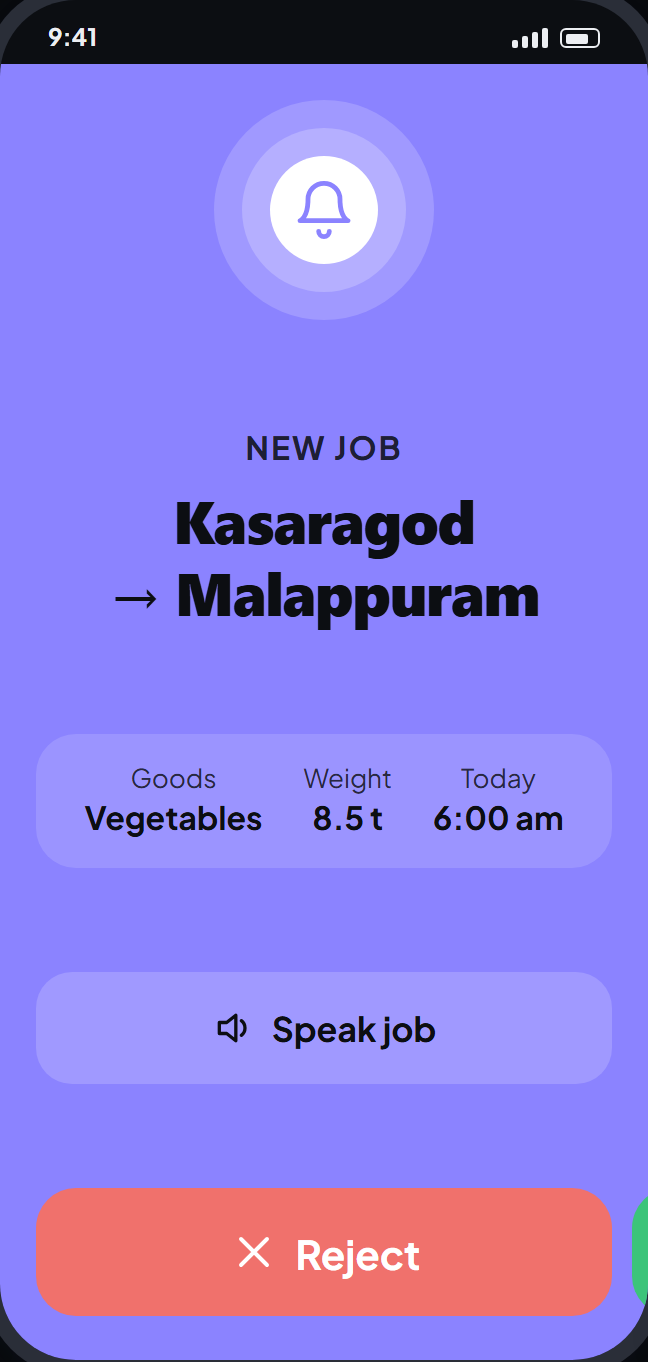 9:41
NEW JOB
Kasaragod
→ Malappuram
Goods Weight Today
Vegetables 8.5 t 6:00 am
Speak job
Reject